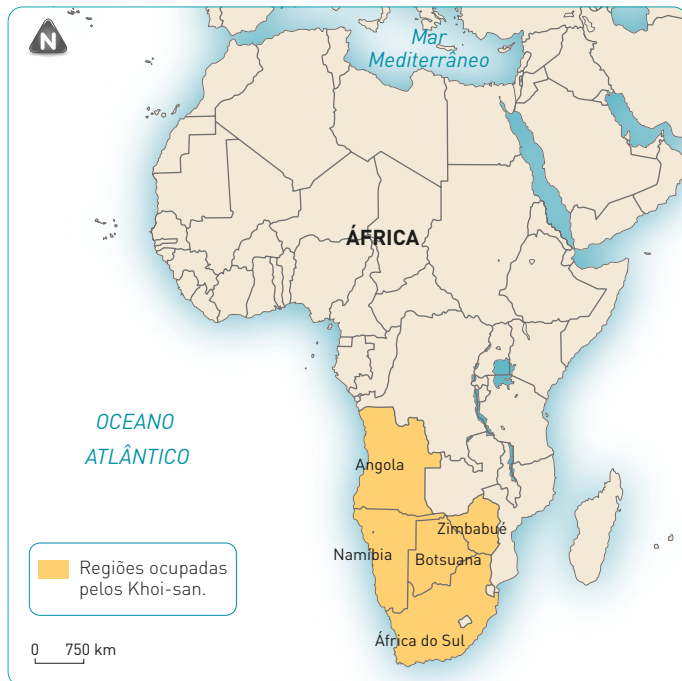 N
Mar
Mediterrâneo
ÁFRICA
OCEANO
ATLÂNTICO
Angola
Zimbabué
Namíbia
Botsuana
Regiões ocupadas
pelos Khoi-san.
África do Sul
0 750 km